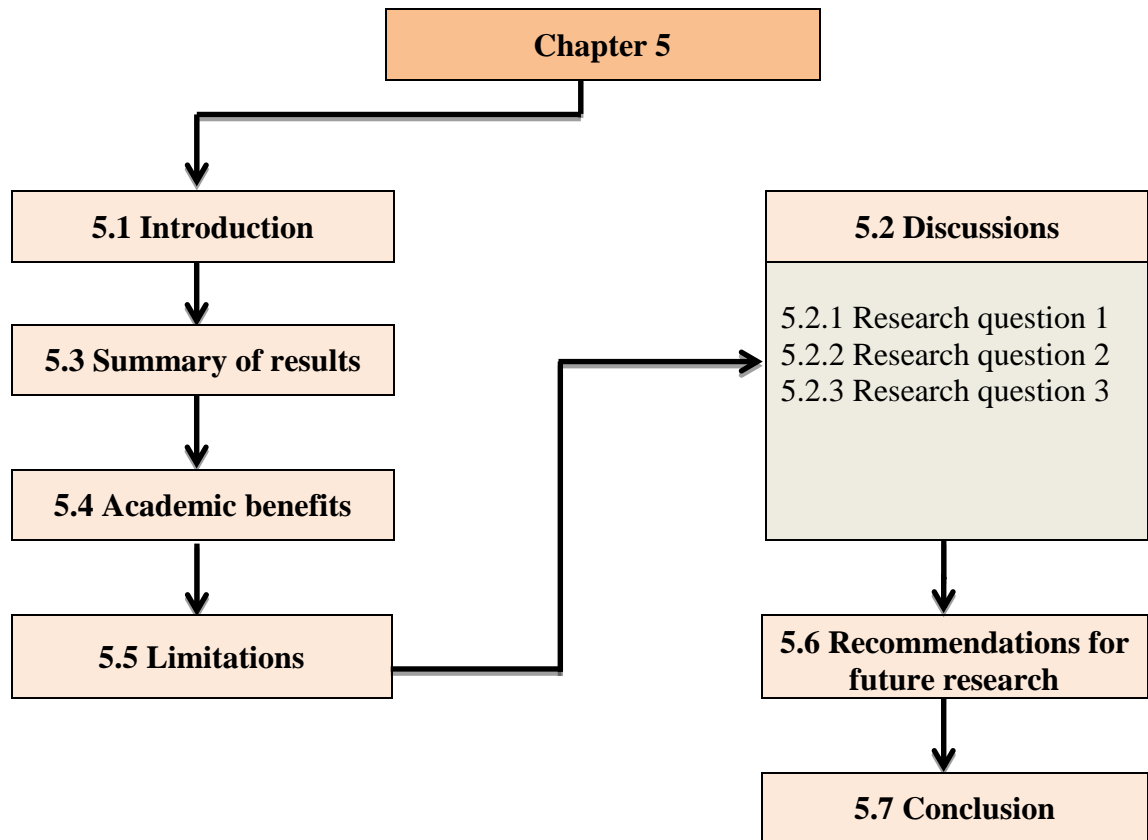 Chapter 5
5.1 Introduction
5.3 Summary of results
5.4 Academic benefits
5.5 Limitations
5.2 Discussions
5.2.1 Research question 1
5.2.2 Research question 2
5.2.3 Research question 3
5.6 Recommendations for
future research
5.7 Conclusion